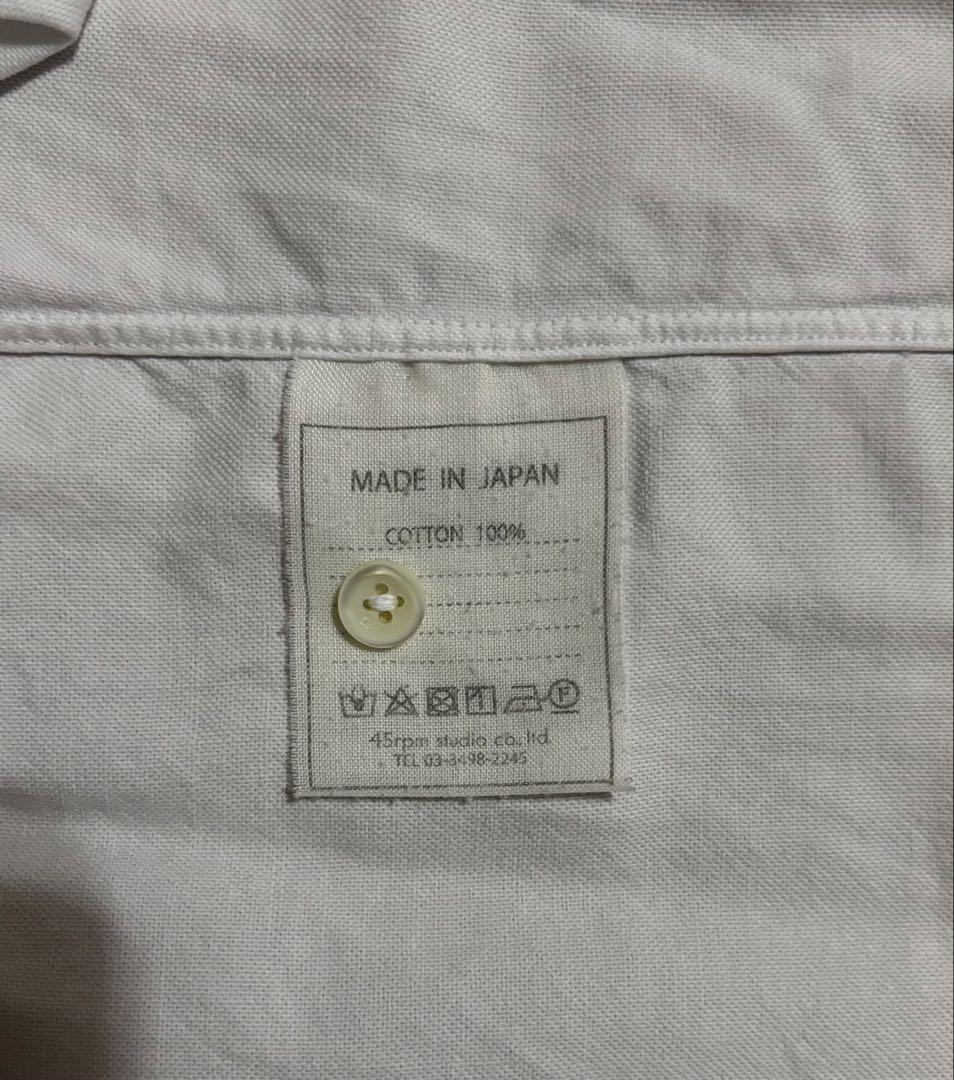 MADE IN JAPAN
COTTON 100%
45rpm studio co. ltd.
TEL 03-3498-2245